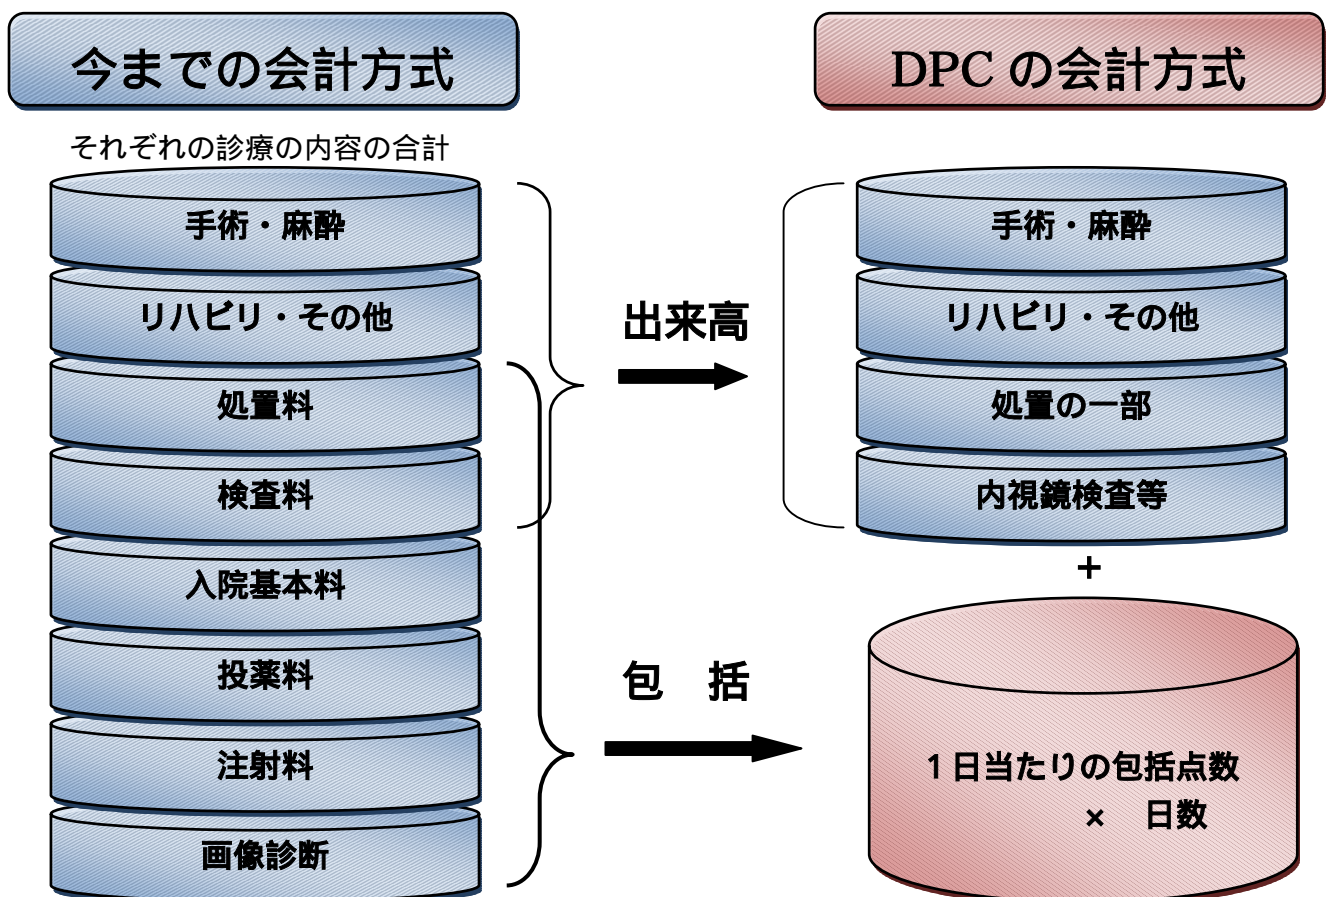 今までの会計方式
それぞれの診療の内容の合計
手術・麻酔
リハビリ・その他
処置料
検査料
入院基本料
投薬料
注射料
画像診断
出来高
包　括
DPC の会計方式
手術・麻酔
リハビリ・その他
処置の一部
内視鏡検査等
+
1日当たりの包括点数
×　日数